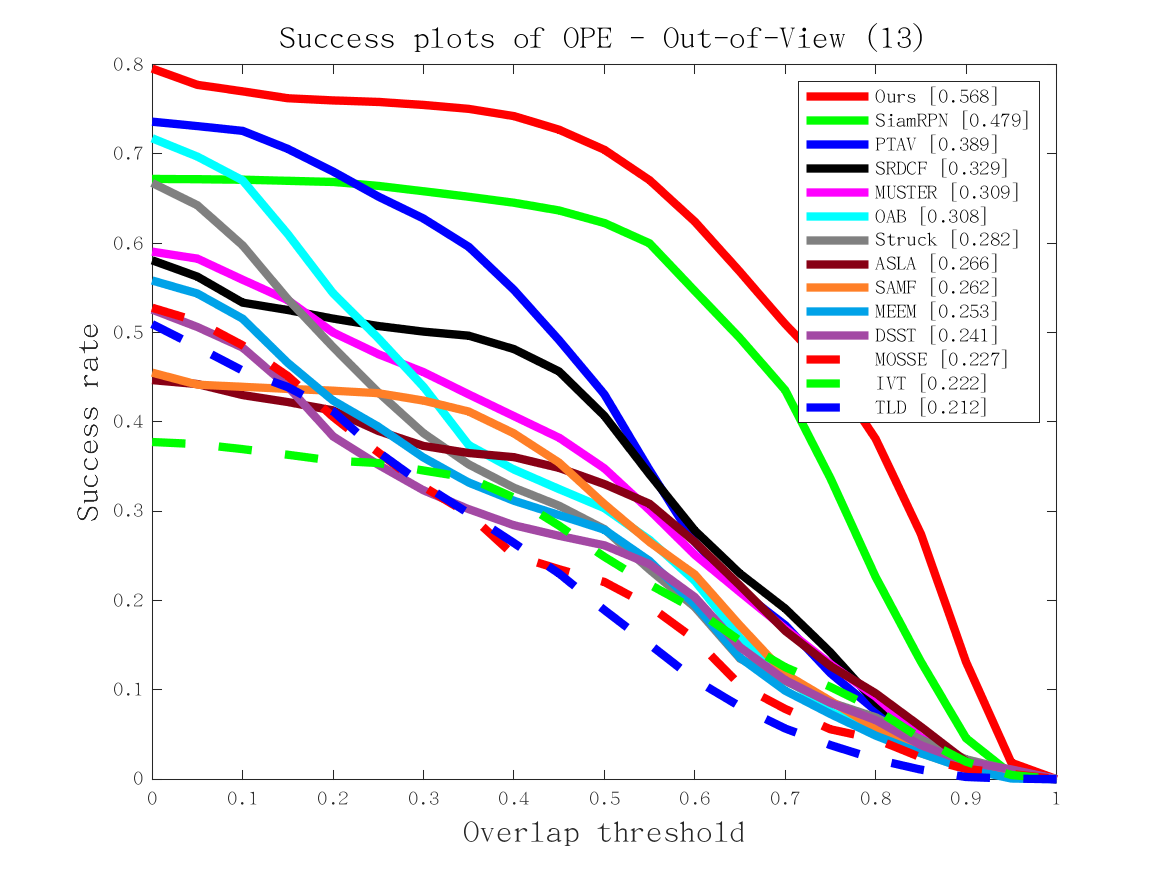 Success plots of OPE - Out-of-View (13)
Ours [0.568]
SiamRPN [0.479]
PTAV [0.389]
SRDCF [0.329]
MUSTER [0.309]
OAB [0.308]
Struck [0.282]
ASLA [0.266]
SAMF [0.262]
MEEM [0.253]
DSST [0.241]
MOSSE [0.227]
IVT [0.222]
TLD [0.212]
Success rate
0.8
0.7
0.6
0.5
0.4
0.3
0.2
0.1
0
0 0.1 0.2 0.3 0.4 0.5 0.6 0.7 0.8 0.9 1
Overlap threshold